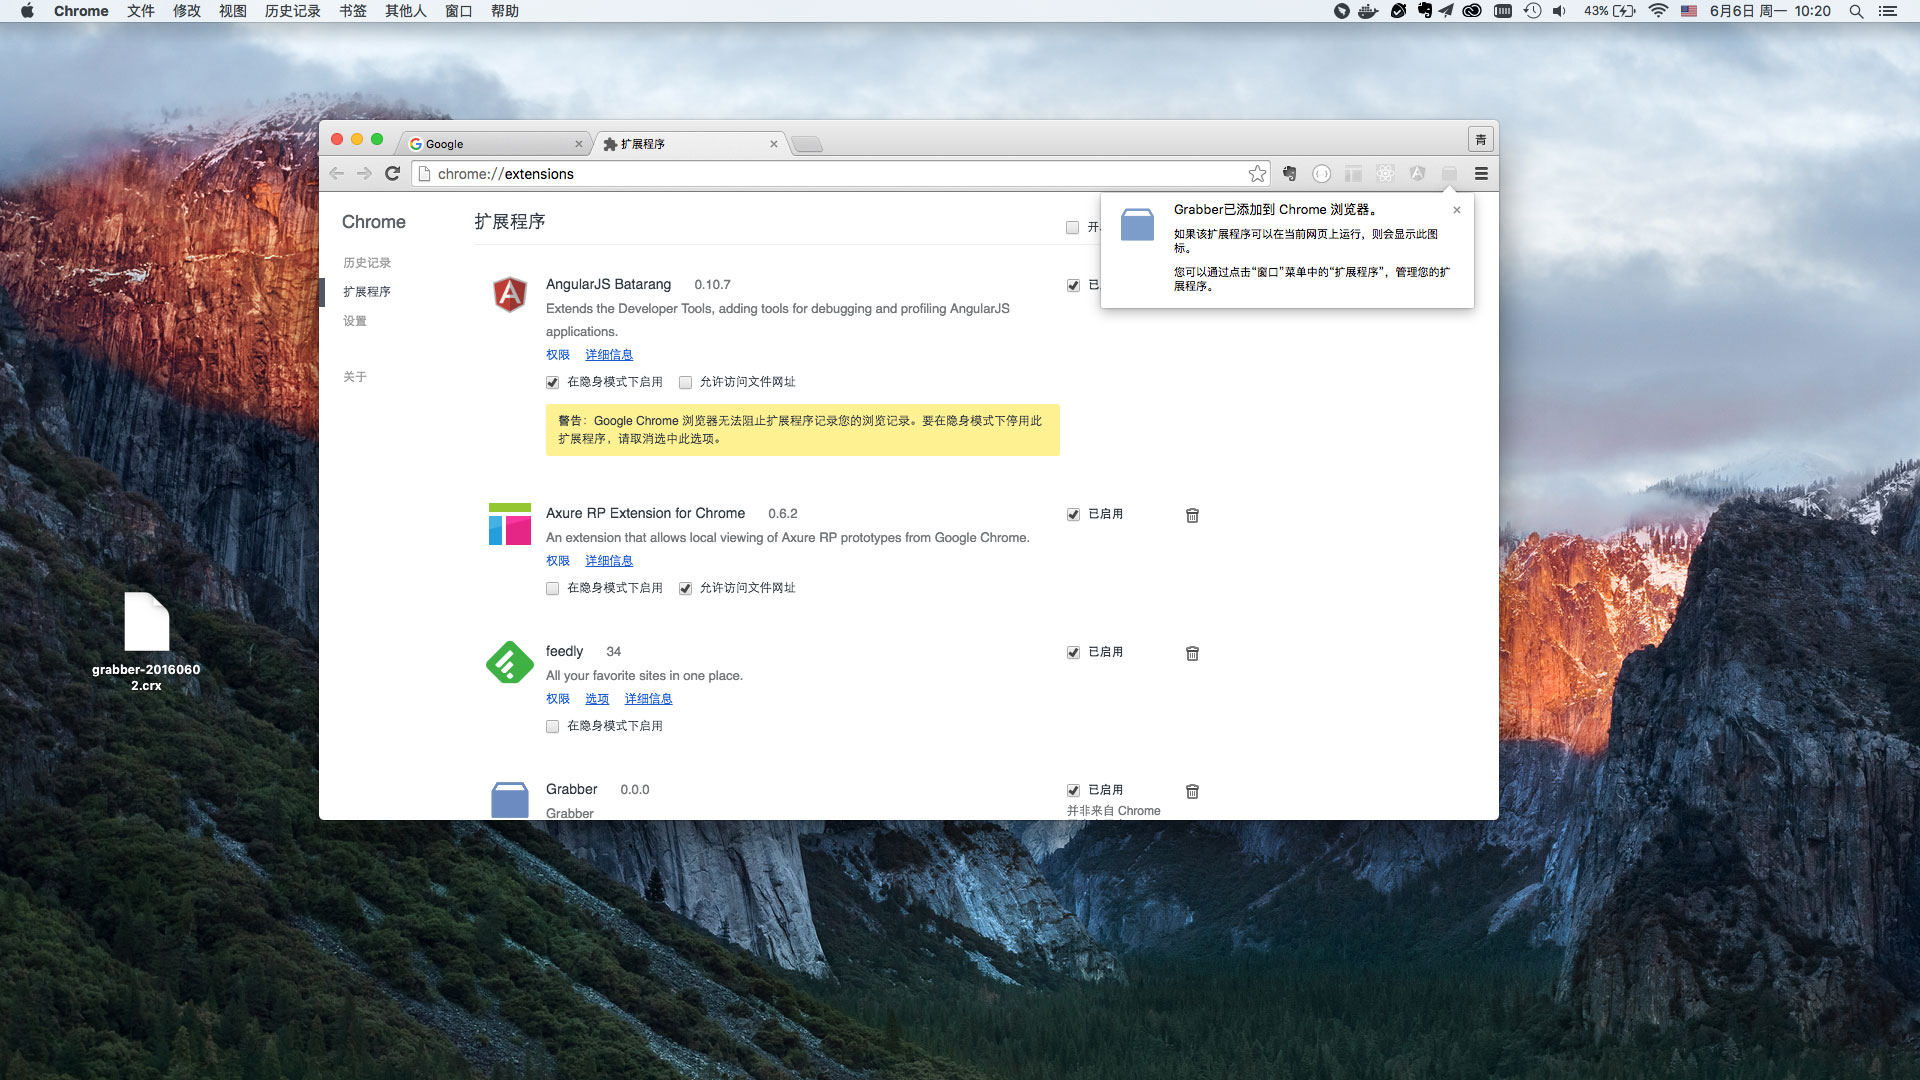 Chrome 文件 修改 视图 历史记录 书签 其他人 窗口 帮助
43% 6月6日 周一 10:20
Google
扩展程序
青
chrome://extensions
Chrome
历史记录
扩展程序
设置
关于
扩展程序
开
Grabber已添加到 Chrome 浏览器。
如果该扩展程序可以在当前网页上运行，则会显示此图
标。
您可以通过点击“窗口”菜单中的“扩展程序”，管理您的扩
展程序。
AngularJS Batarang 0.10.7
已
Extends the Developer Tools, adding tools for debugging and profiling AngularJS
applications.
权限 详细信息
在隐身模式下启用 允许访问文件网址
警告：Google Chrome 浏览器无法阻止扩展程序记录您的浏览记录。要在隐身模式下停用此
扩展程序，请取消选中此选项。
Axure RP Extension for Chrome 0.6.2
已启用
An extension that allows local viewing of Axure RP prototypes from Google Chrome.
权限 详细信息
在隐身模式下启用 允许访问文件网址
feedly 34
已启用
All your favorite sites in one place.
权限 选项 详细信息
在隐身模式下启用
Grabber 0.0.0
已启用
Grabber
并非来自 Chrome
grabber-2016060
2.crx